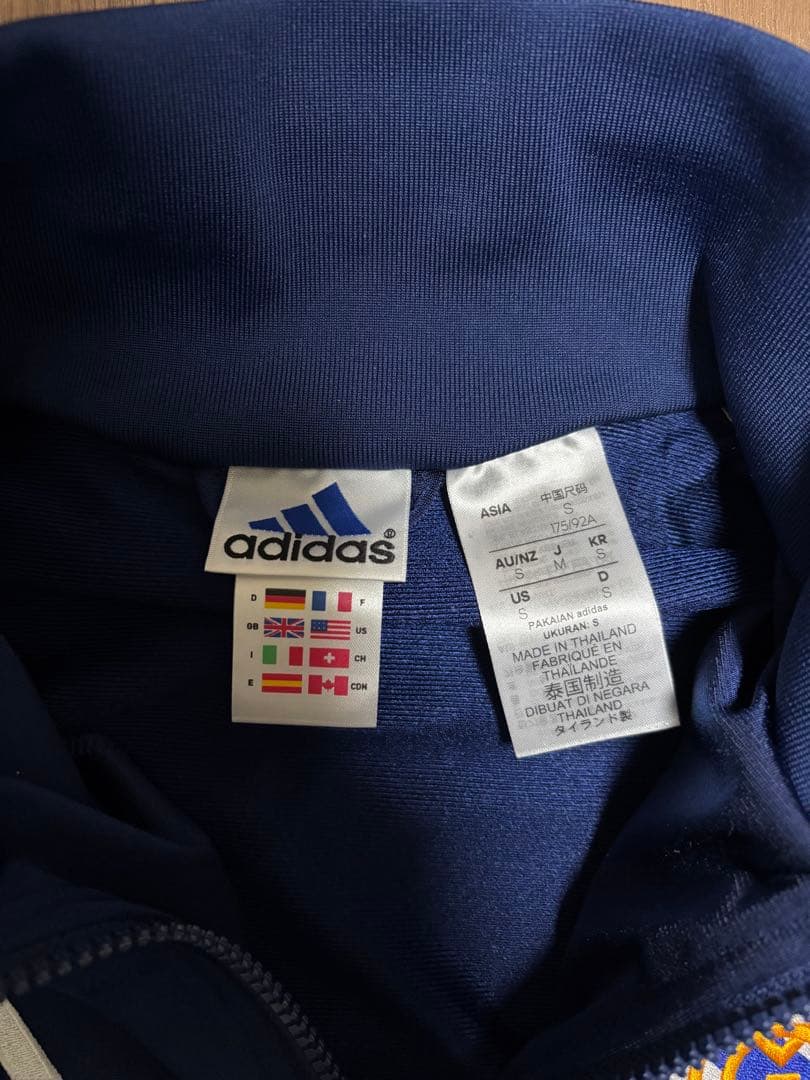 adidas®
D F
GB US
I CH
E CDN
ASIA 中国尺码
S
175/92A
AU/NZ J KR
S M S
US D
S S
PAKAIAN adidas
UKURAN: S
MADE IN THAILAND
FABRIQUÉ EN
THAÏLANDE
泰国制造
DIBUAT DI NEGARA
THAILAND
タイランド製